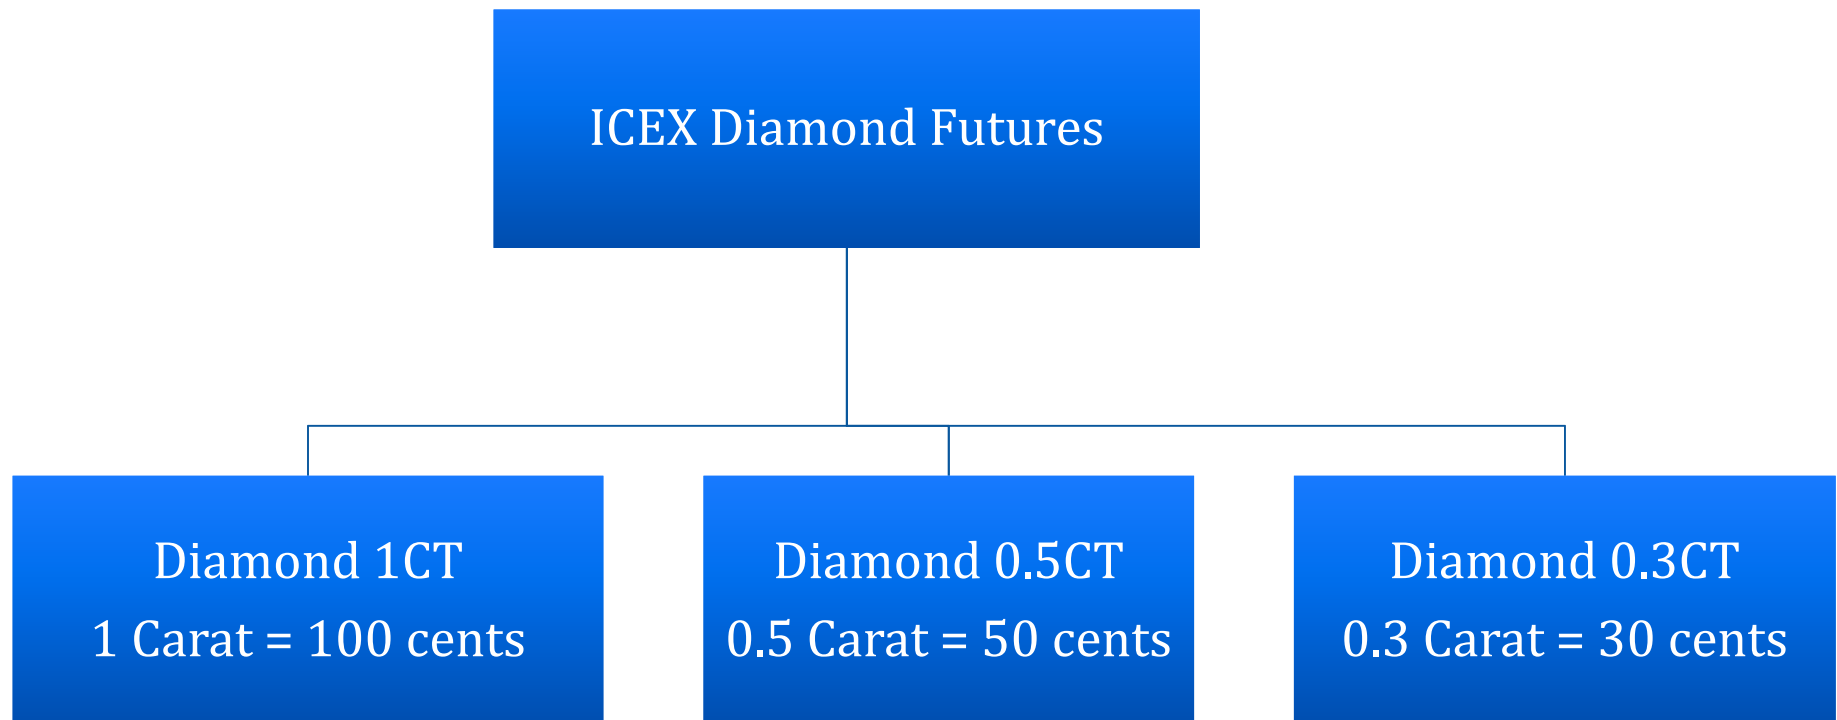 ICEX Diamond Futures
Diamond 1CT
1 Carat = 100 cents
Diamond 0.5CT
0.5 Carat = 50 cents
Diamond 0.3CT
0.3 Carat = 30 cents